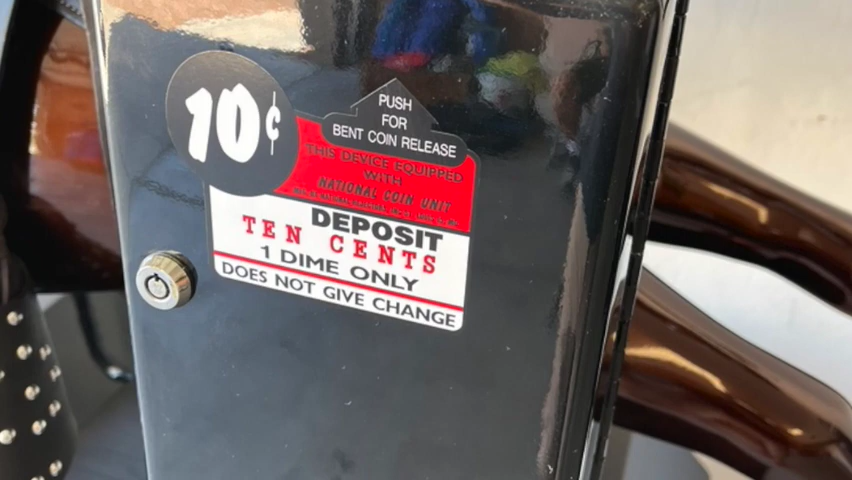 10¢
PUSH
FOR
BENT COIN RELEASE
THIS DEVICE EQUIPPED
WITH
NATIONAL COIN UNIT
DEPOSIT
TEN CENTS
1 DIME ONLY
DOES NOT GIVE CHANGE